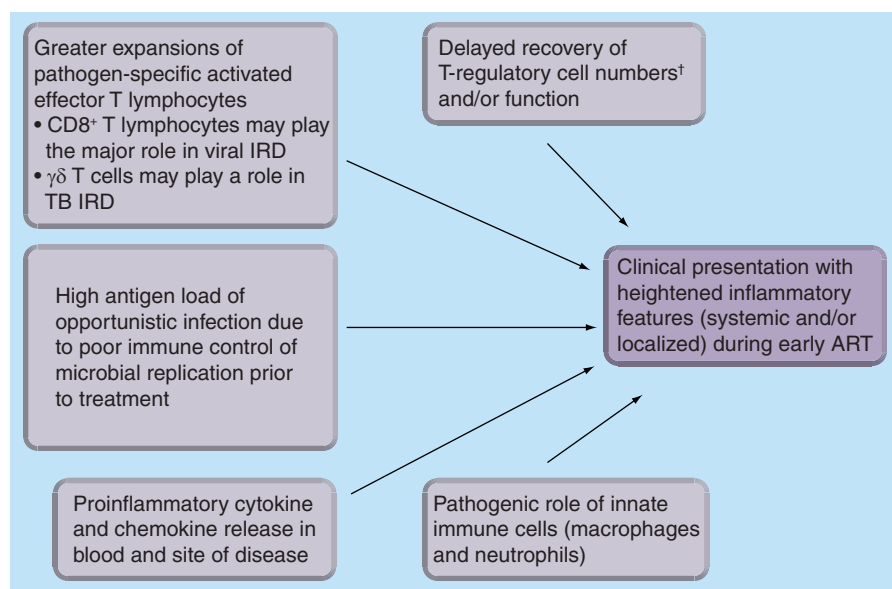 Greater expansions of
pathogen-specific activated
effector T lymphocytes
• CD8⁺ T lymphocytes may play
the major role in viral IRD
• γδ T cells may play a role in
TB IRD
Delayed recovery of
T-regulatory cell numbers†
and/or function
High antigen load of
opportunistic infection due
to poor immune control of
microbial replication prior
to treatment
Clinical presentation with
heightened inflammatory
features (systemic and/or
localized) during early ART
Proinflammatory cytokine
and chemokine release in
blood and site of disease
Pathogenic role of innate
immune cells (macrophages
and neutrophils)